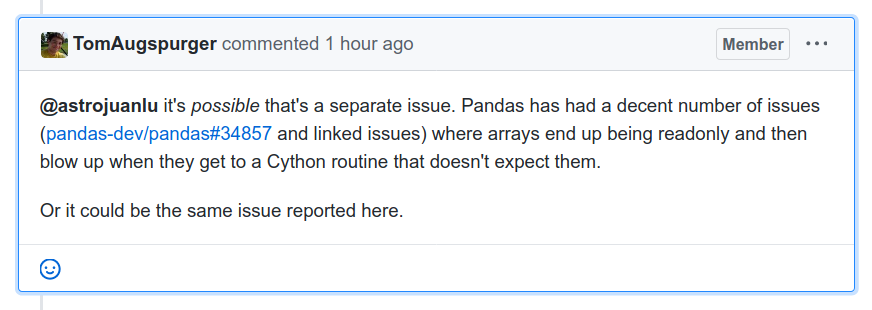 TomAugspurger commented 1 hour ago Member
@astrojuanlu it's possible that's a separate issue. Pandas has had a decent number of issues
(pandas-dev/pandas#34857 and linked issues) where arrays end up being readonly and then
blow up when they get to a Cython routine that doesn't expect them.
Or it could be the same issue reported here.